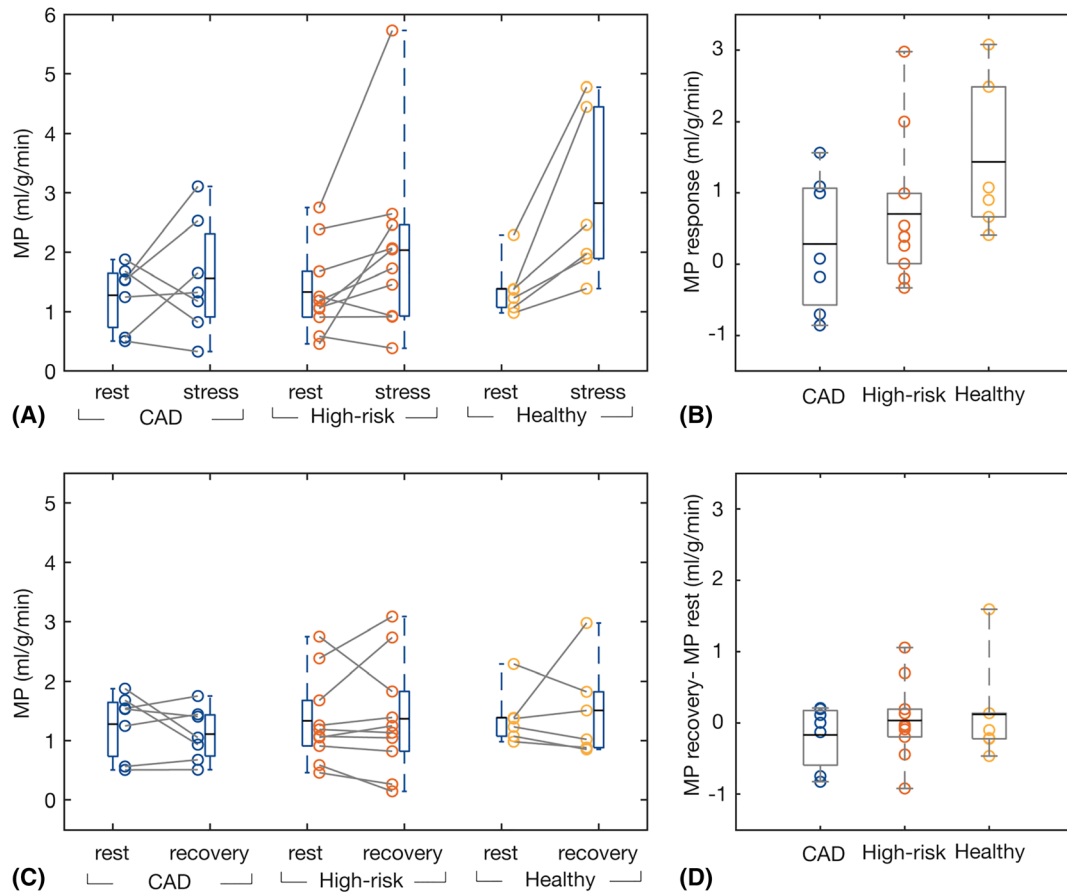 6
5
4
3
2
1
0
MP (ml/g/min)
rest stress rest stress rest stress
CAD High-risk Healthy
(A)
3
2
1
0
-1
MP response (ml/g/min)
CAD High-risk Healthy
(B)
5
4
3
2
1
0
MP (ml/g/min)
rest recovery rest recovery rest recovery
CAD High-risk Healthy
(C)
3
2
1
0
-1
MP recovery- MP rest (ml/g/min)
CAD High-risk Healthy
(D)